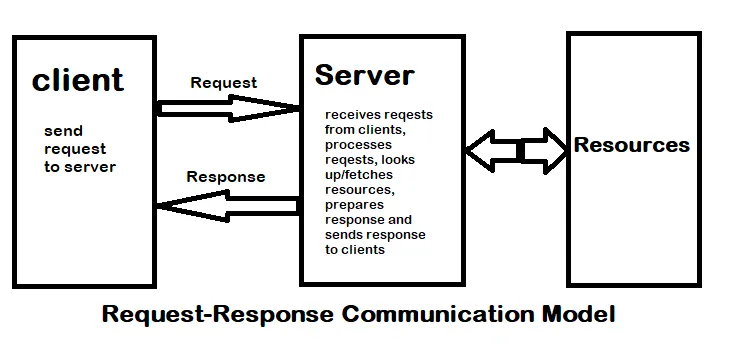 client
send
request
to server
Request
Response
Server
receives reqests
from clients,
processes
reqests, looks
up/fetches
resources,
prepares
response and
sends response
to clients
Resources
Request-Response Communication Model